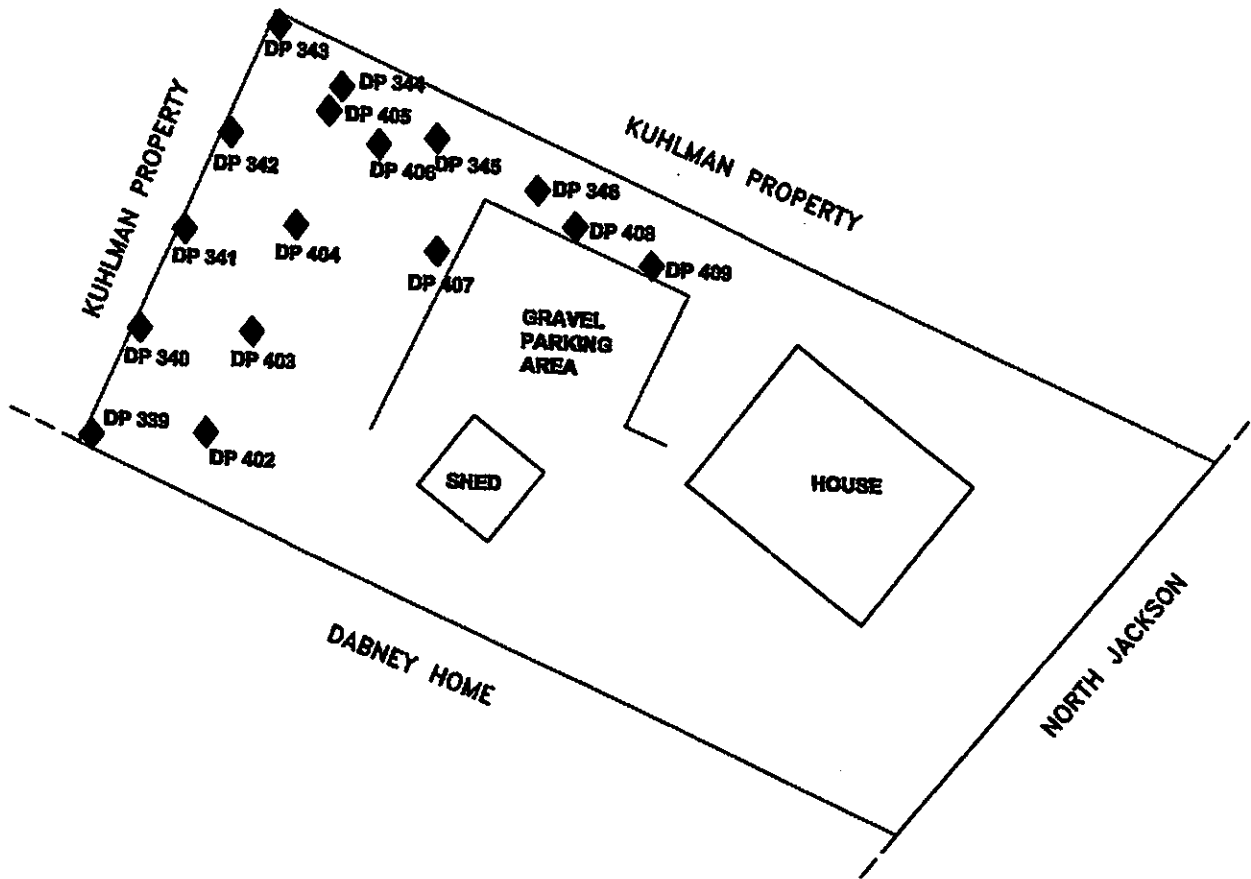 DP 343
DP 344
DP 405
DP 342
DP 406
DP 345
KUHLMAN PROPERTY
KUHLMAN PROPERTY
DP 346
DP 408
DP 341
DP 404
DP 407
DP 409
GRAVEL
PARKING
AREA
DP 340
DP 403
DP 339
DP 402
SHED
HOUSE
DABNEY HOME
NORTH JACKSON